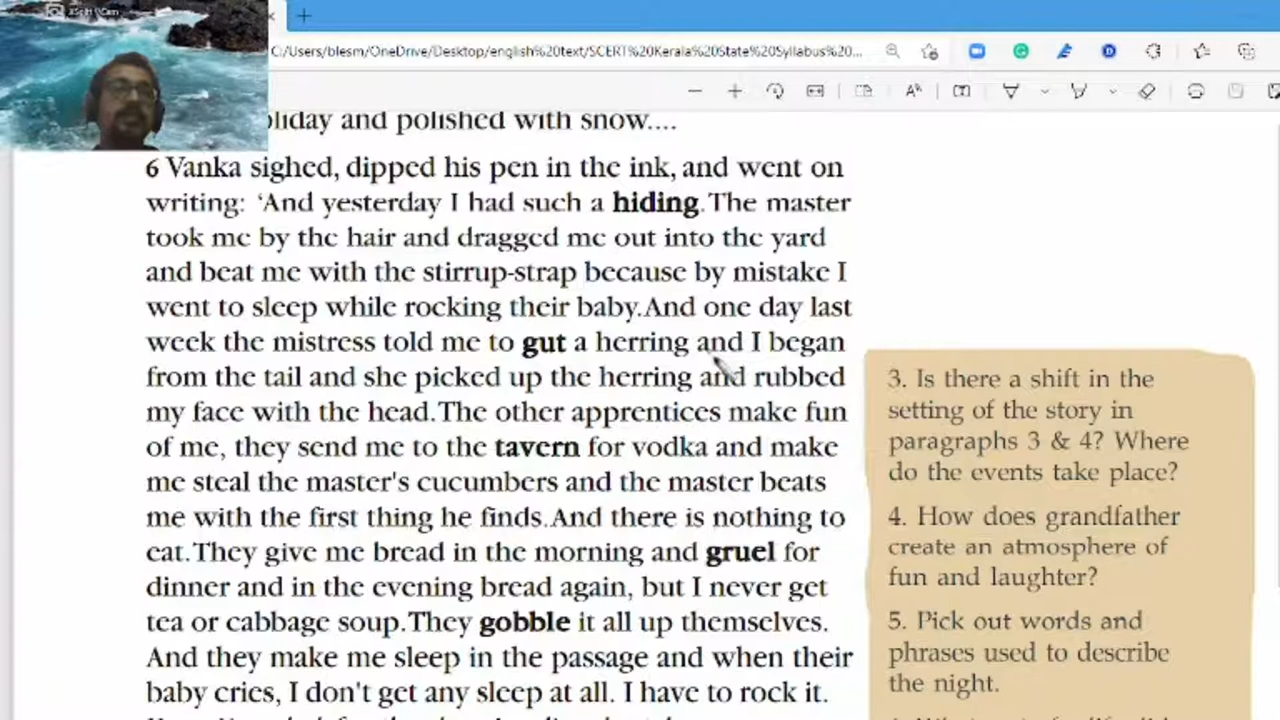 C:/Users/blesm/OneDrive/Desktop/english%20text/SCERT%20Kerala%20State%20Syllabus%20...
oliday and polished with snow....
6 Vanka sighed, dipped his pen in the ink, and went on
writing: ‘And yesterday I had such a hiding. The master
took me by the hair and dragged me out into the yard
and beat me with the stirrup-strap because by mistake I
went to sleep while rocking their baby. And one day last
week the mistress told me to gut a herring and I began
from the tail and she picked up the herring and rubbed
my face with the head. The other apprentices make fun
of me, they send me to the tavern for vodka and make
me steal the master's cucumbers and the master beats
me with the first thing he finds. And there is nothing to
eat. They give me bread in the morning and gruel for
dinner and in the evening bread again, but I never get
tea or cabbage soup. They gobble it all up themselves.
And they make me sleep in the passage and when their
baby cries, I don't get any sleep at all. I have to rock it.
3. Is there a shift in the
setting of the story in
paragraphs 3 & 4? Where
do the events take place?
4. How does grandfather
create an atmosphere of
fun and laughter?
5. Pick out words and
phrases used to describe
the night.